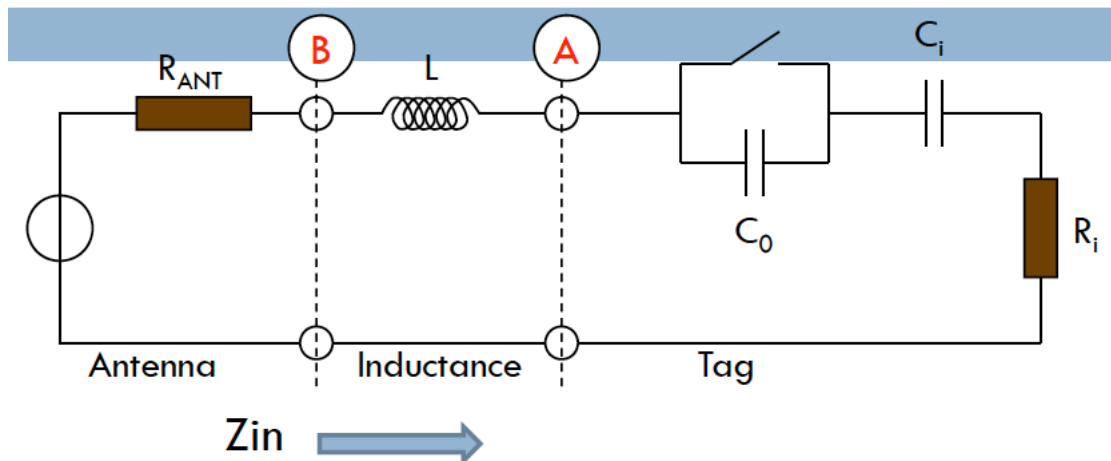 B
A
R_ANT
L
C_i
C_0
R_i
Antenna
Inductance
Tag
Zin